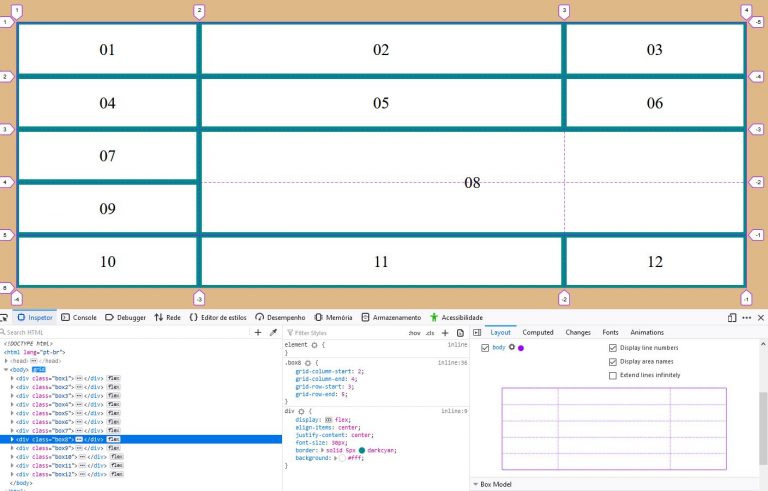 1 2 3 4
1 -5
01 02 03
2 -4
04 05 06
3 -3
07
4 08 -2
09
5 -1
10 11 12
6
-4 -3 -2 -1
Inspetor Console Debugger Rede {} Editor de estilos Desempenho Memória Armazenamento Acessibilidade
Search HTML + Filter Styles :hov .cls + Layout Computed Changes Fonts Animations
<!DOCTYPE html>
<html lang="pt-br">
<head></head>
<body> grid
<div class="box1"></div> flex
<div class="box2"></div> flex
<div class="box3"></div> flex
<div class="box4"></div> flex
<div class="box5"></div> flex
<div class="box6"></div> flex
<div class="box7"></div> flex
<div class="box8"></div> flex
<div class="box9"></div> flex
<div class="box10"></div> flex
<div class="box11"></div> flex
<div class="box12"></div> flex
</body>
element { inline
}
.box8 { inline:36
grid-column-start: 2;
grid-column-end: 4;
grid-row-start: 3;
grid-row-end: 5;
}
div { inline:9
display: flex;
align-items: center;
justify-content: center;
font-size: 30px;
border: solid 5px darkcyan;
background: #fff;
}
body
Display line numbers
Display area names
Extend lines infinitely
Box Model